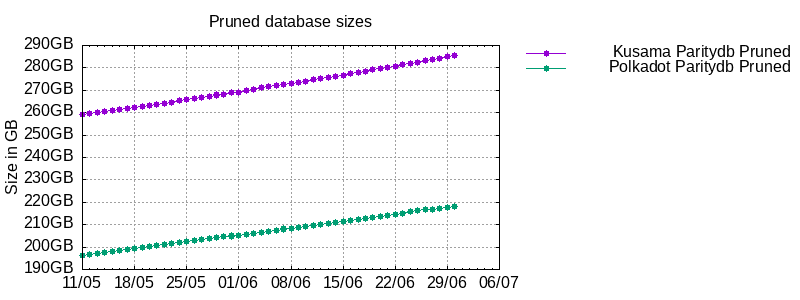 Pruned database sizes
290GB
280GB
270GB
260GB
250GB
240GB
230GB
220GB
210GB
200GB
190GB
Size in GB
11/05 18/05 25/05 01/06 08/06 15/06 22/06 29/06 06/07
Kusama Paritydb Pruned
Polkadot Paritydb Pruned